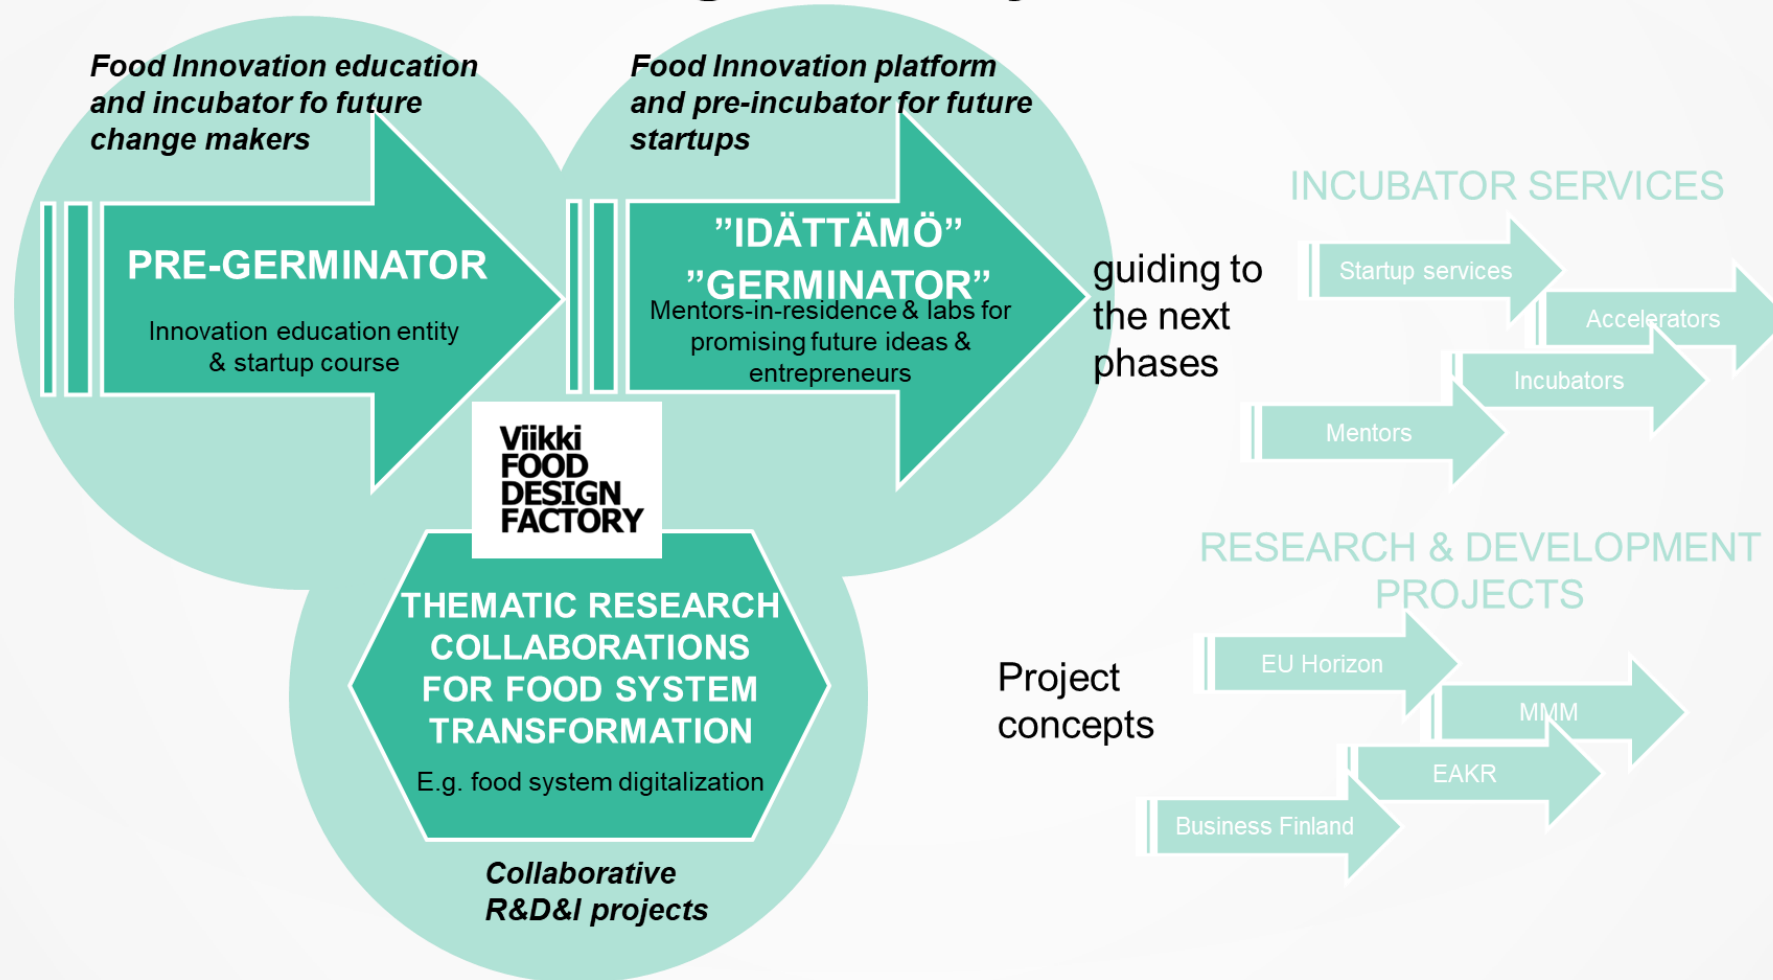 Food Innovation education
and incubator fo future
change makers
PRE-GERMINATOR
Innovation education entity
& startup course
Food Innovation platform
and pre-incubator for future
startups
”IDÄTTÄMÖ”
”GERMINATOR”
Mentors-in-residence & labs for
promising future ideas &
entrepreneurs
guiding to
the next
phases
INCUBATOR SERVICES
Startup services
Accelerators
Incubators
Mentors
Viikki
FOOD
DESIGN
FACTORY
THEMATIC RESEARCH
COLLABORATIONS
FOR FOOD SYSTEM
TRANSFORMATION
E.g. food system digitalization
Collaborative
R&D&I projects
Project
concepts
RESEARCH & DEVELOPMENT
PROJECTS
EU Horizon
MMM
EAKR
Business Finland